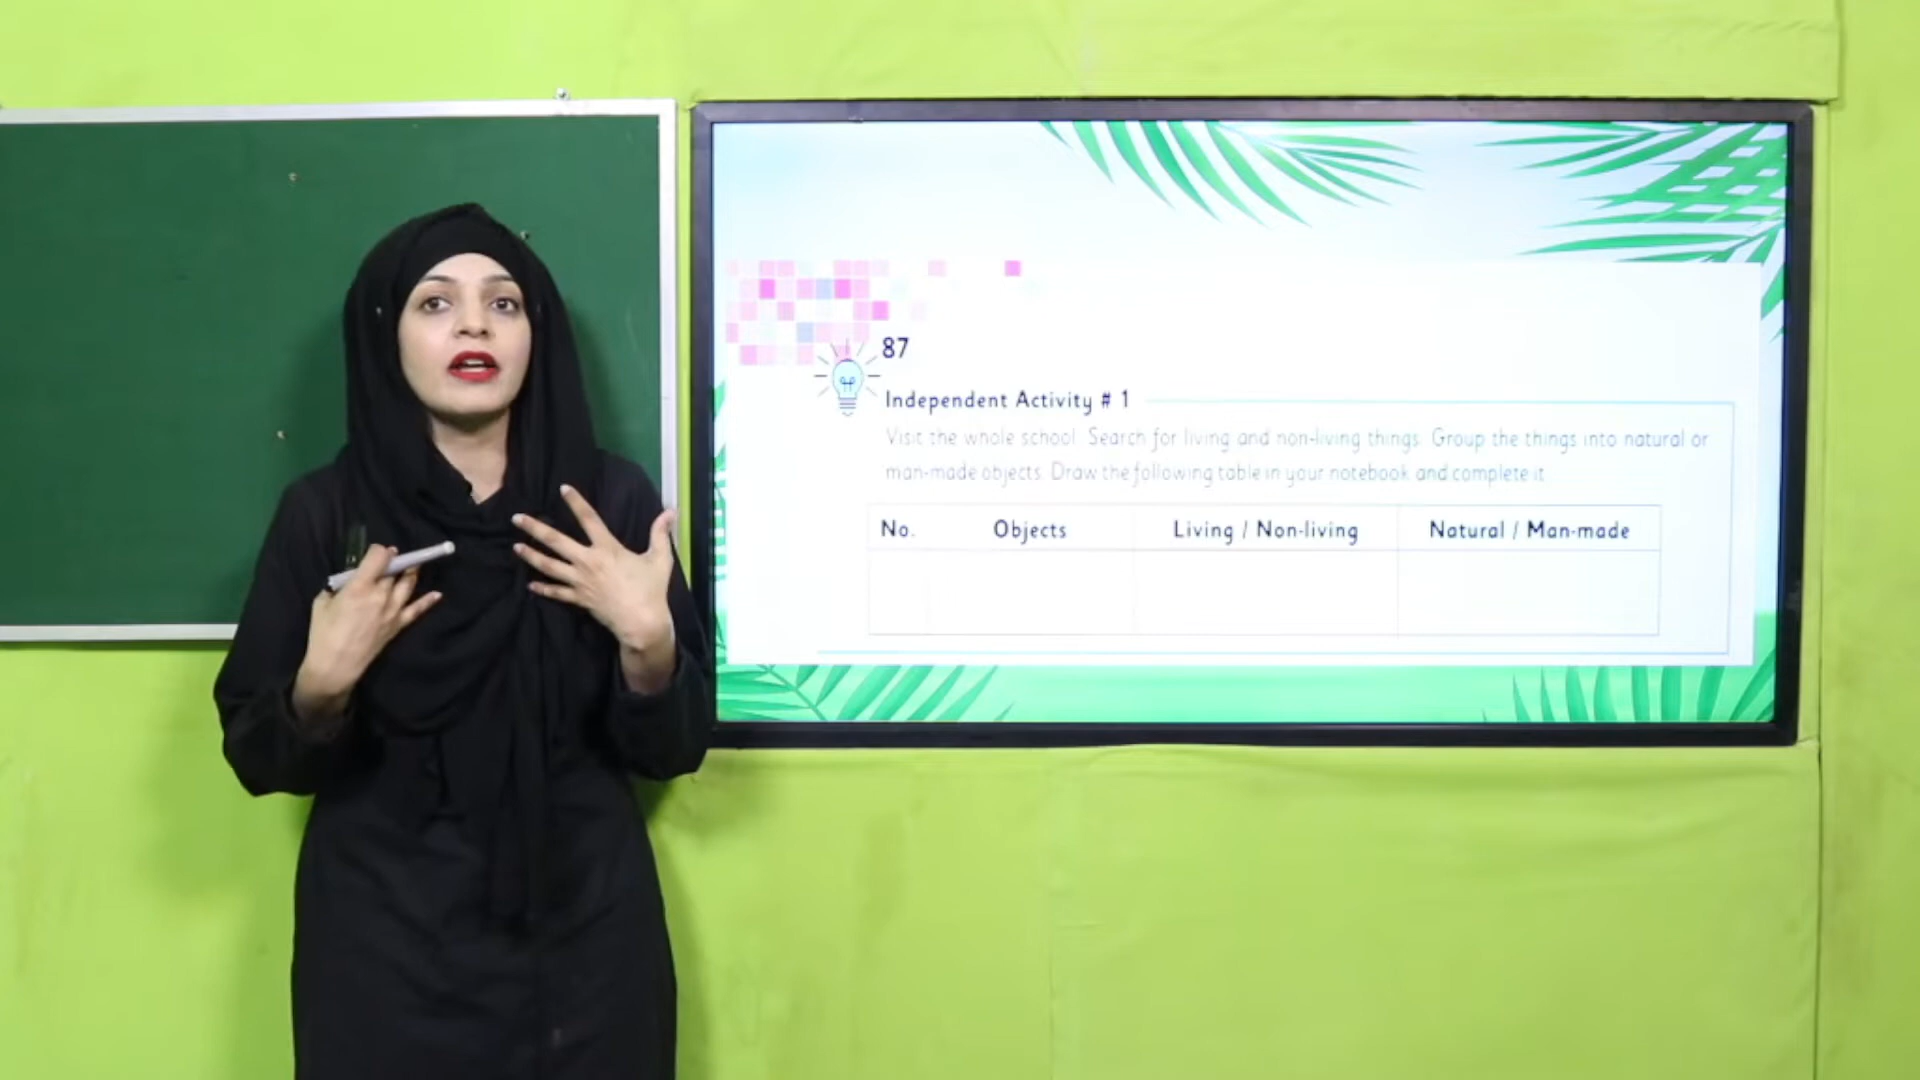 87
Independent Activity # 1
Visit the whole school. Search for living and non-living things. Group the things into natural or
man-made objects. Draw the following table in your notebook and complete it.
No. Objects Living / Non-living Natural / Man-made